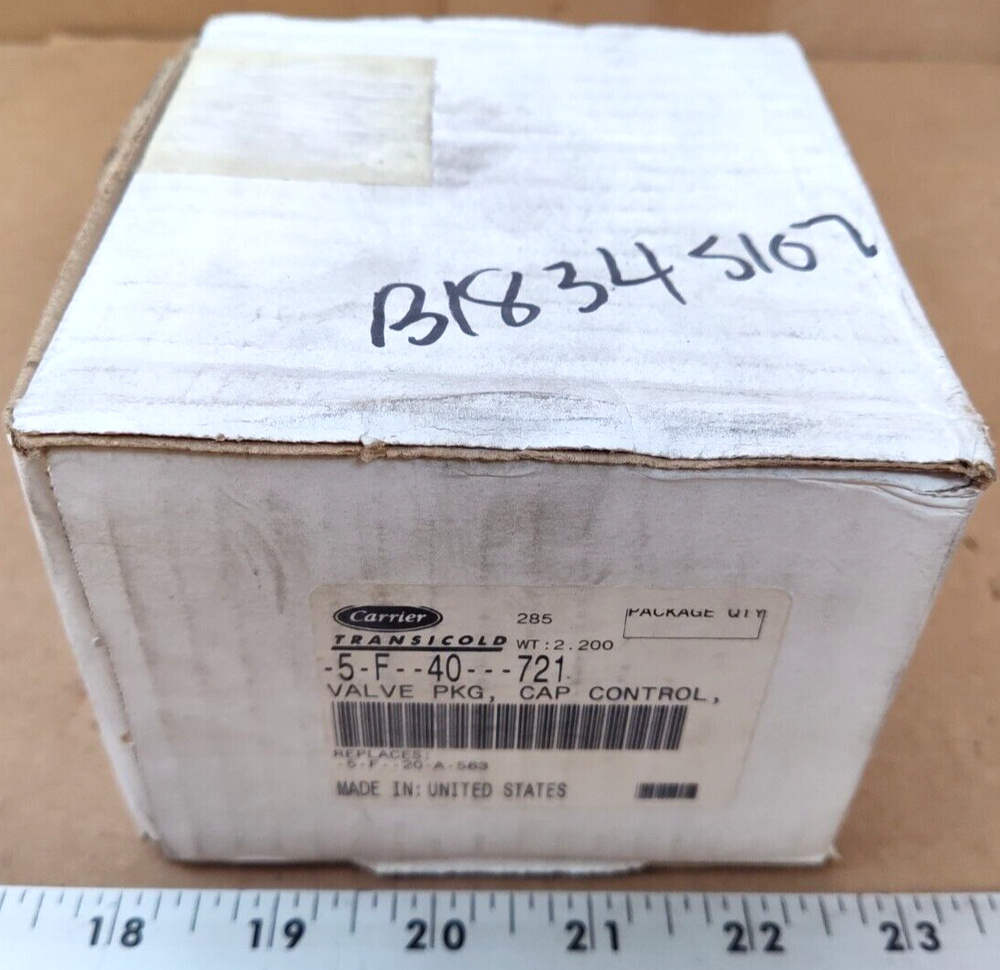 B1834S107
Carrier
TRANSICOLD
285
WT:2.200
PACKAGE QTY
-5-F--40---721
VALVE PKG, CAP CONTROL,
REPLACES:
-5-F--20-A-563
MADE IN: UNITED STATES
18 19 20 21 22 23